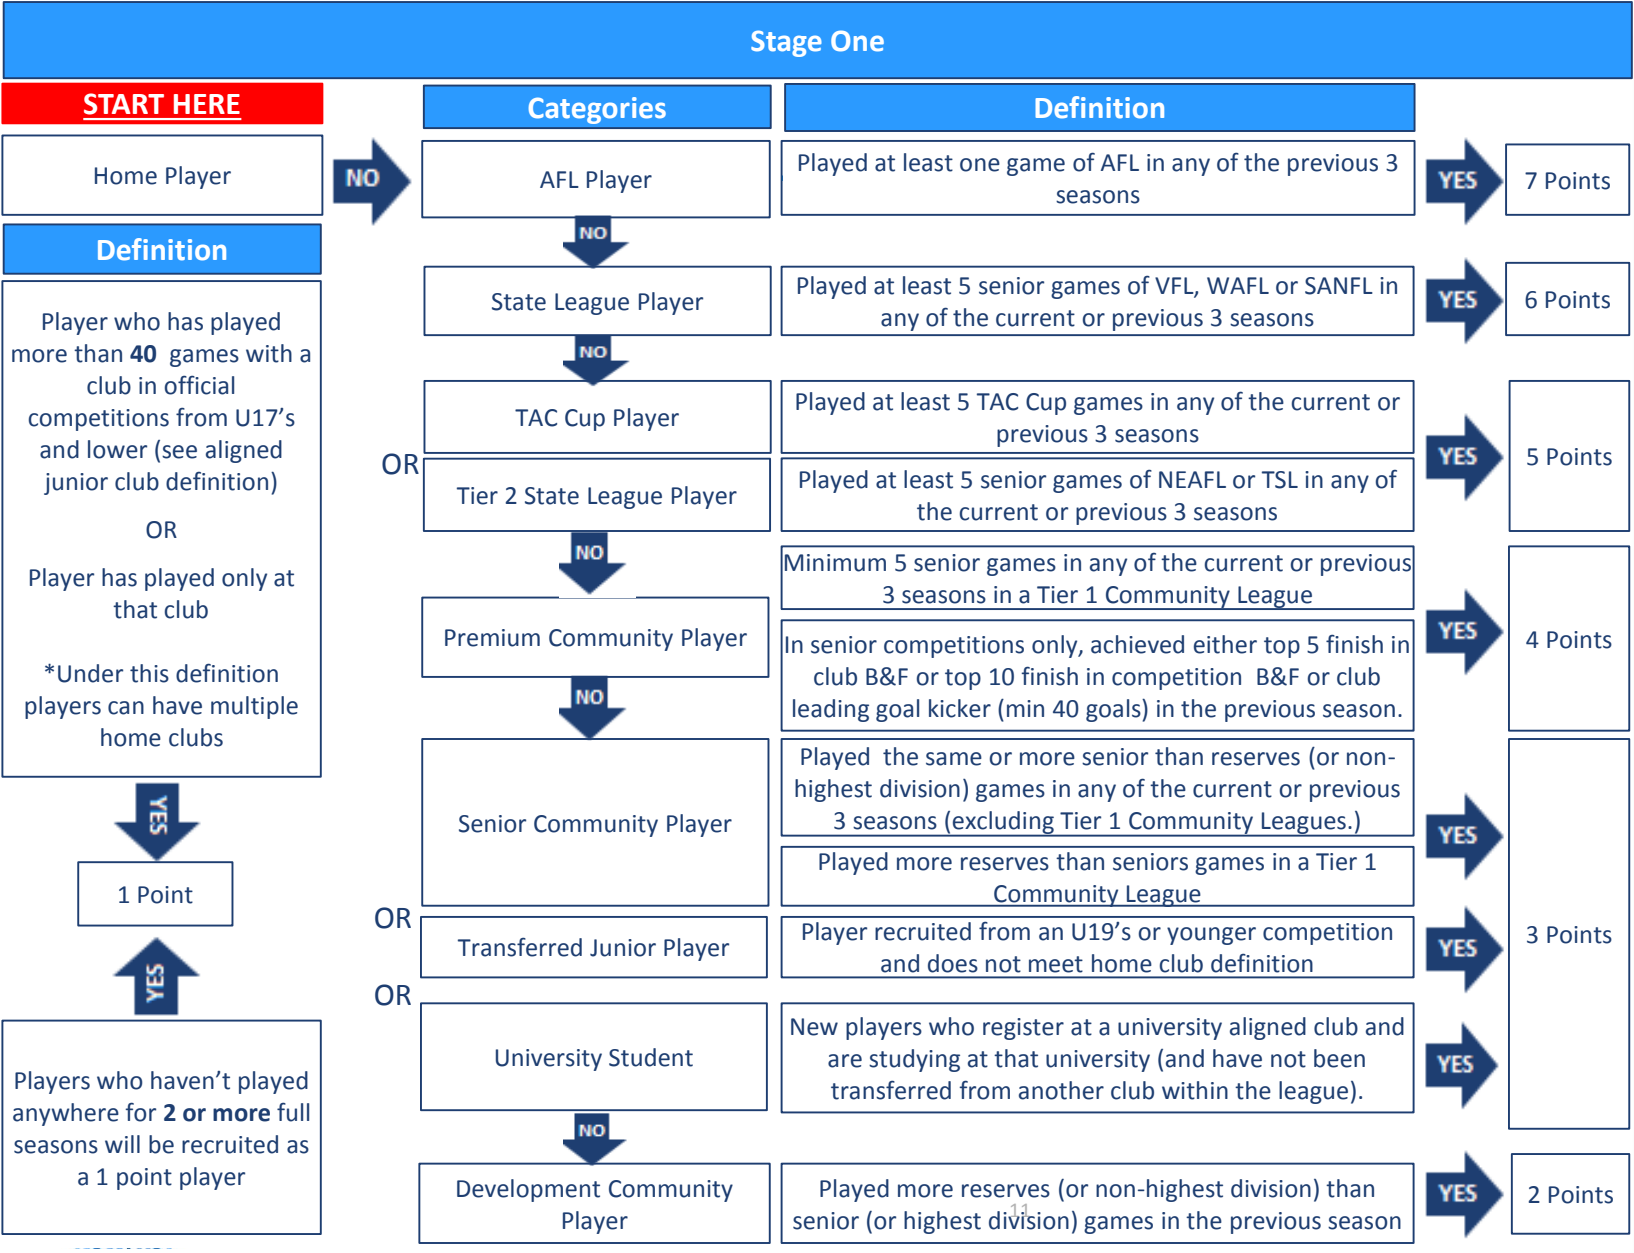 Stage One
START HERE
Home Player
NO
Definition
Player who has played
more than 40 games with a
club in official
competitions from U17's
and lower (see aligned
junior club definition)
OR
Player has played only at
that club
*Under this definition
players can have multiple
home clubs
YES
1 Point
YES
Players who haven't played
anywhere for 2 or more full
seasons will be recruited as
a 1 point player
Categories
Definition
AFL Player
Played at least one game of AFL in any of the previous 3
seasons
YES
7 Points
NO
State League Player
Played at least 5 senior games of VFL, WAFL or SANFL in
any of the current or previous 3 seasons
YES
6 Points
NO
TAC Cup Player
Played at least 5 TAC Cup games in any of the current or
previous 3 seasons
OR
Tier 2 State League Player
Played at least 5 senior games of NEAFL or TSL in any of
the current or previous 3 seasons
YES
5 Points
NO
Premium Community Player
Minimum 5 senior games in any of the current or previous
3 seasons in a Tier 1 Community League
In senior competitions only, achieved either top 5 finish in
club B&F or top 10 finish in competition B&F or club
leading goal kicker (min 40 goals) in the previous season.
YES
4 Points
NO
Senior Community Player
Played the same or more senior than reserves (or non-
highest division) games in any of the current or previous
3 seasons (excluding Tier 1 Community Leagues.)
Played more reserves than seniors games in a Tier 1
Community League
YES
OR
Transferred Junior Player
Player recruited from an U19's or younger competition
and does not meet home club definition
YES
3 Points
OR
University Student
New players who register at a university aligned club and
are studying at that university (and have not been
transferred from another club within the league).
YES
NO
Development Community
Player
Played more reserves (or non-highest division) than
senior (or highest division) games in the previous season
YES
2 Points
11